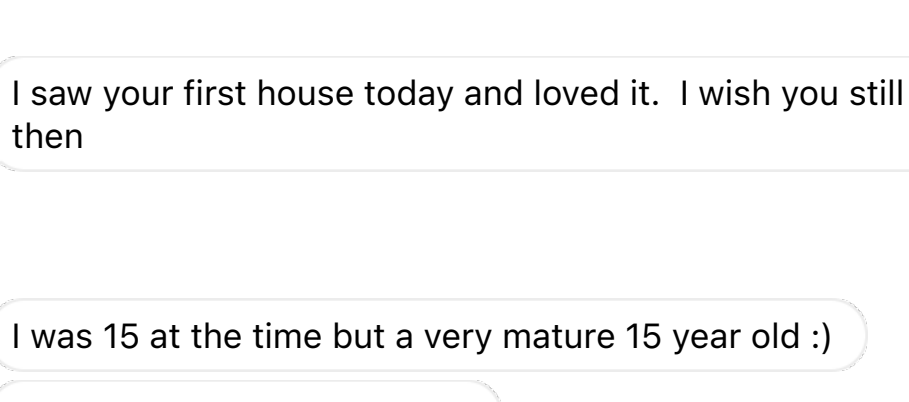 I saw your first house today and loved it.  I wish you still
then
I was 15 at the time but a very mature 15 year old :)